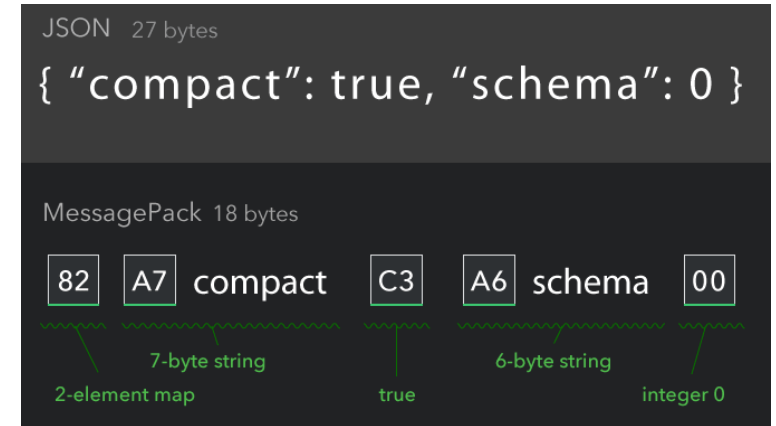 JSON 27 bytes
{ “compact”: true, “schema”: 0 }
MessagePack 18 bytes
82 A7 compact C3 A6 schema 00
7-byte string 6-byte string
2-element map true integer 0